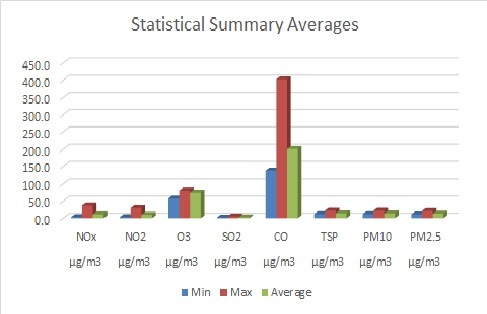 Statistical Summary Averages
450.0
400.0
350.0
300.0
250.0
200.0
150.0
100.0
50.0
0.0
NOx NO2 O3 SO2 CO TSP PM10 PM2.5
µg/m3 µg/m3 µg/m3 µg/m3 µg/m3 µg/m3 µg/m3 µg/m3
Min Max Average